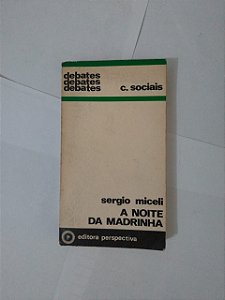 debates
debates
debates c. sociais
sergio miceli
A NOITE
DA MADRINHA
editora perspectiva